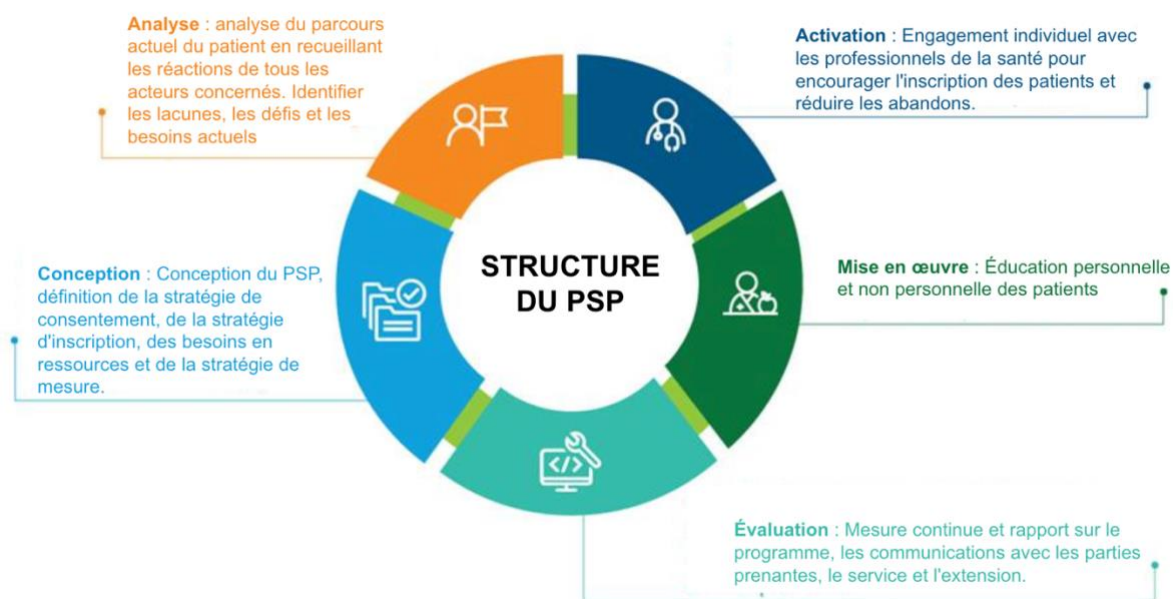 Analyse : analyse du parcours
actuel du patient en recueillant
les réactions de tous les
acteurs concernés. Identifier
les lacunes, les défis et les
besoins actuels
Activation : Engagement individuel avec
les professionnels de la santé pour
encourager l'inscription des patients et
réduire les abandons.
STRUCTURE
DU PSP
Conception : Conception du PSP,
définition de la stratégie de
consentement, de la stratégie
d'inscription, des besoins en
ressources et de la stratégie de
mesure.
Mise en œuvre : Éducation personnelle
et non personnelle des patients
</>
Évaluation : Mesure continue et rapport sur le
programme, les communications avec les parties
prenantes, le service et l'extension.